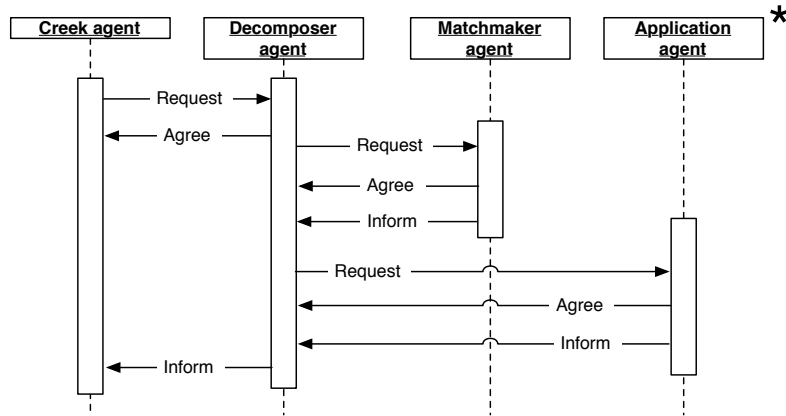 Creek agent
Decomposer
agent
Matchmaker
agent
Application
agent
*
Request
Agree
Request
Agree
Inform
Request
Agree
Inform
Inform